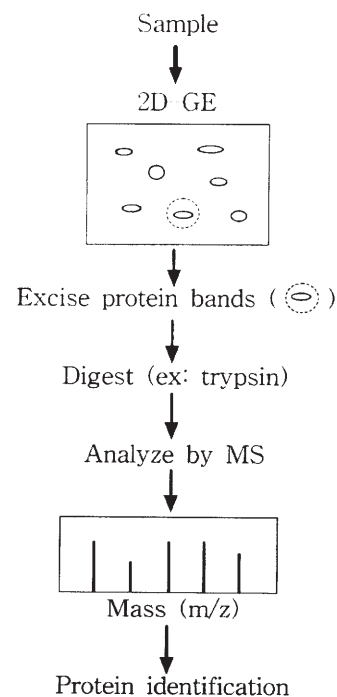 Sample
2D GE
Excise protein bands ( )
Digest (ex: trypsin)
Analyze by MS
Mass (m/z)
Protein identification